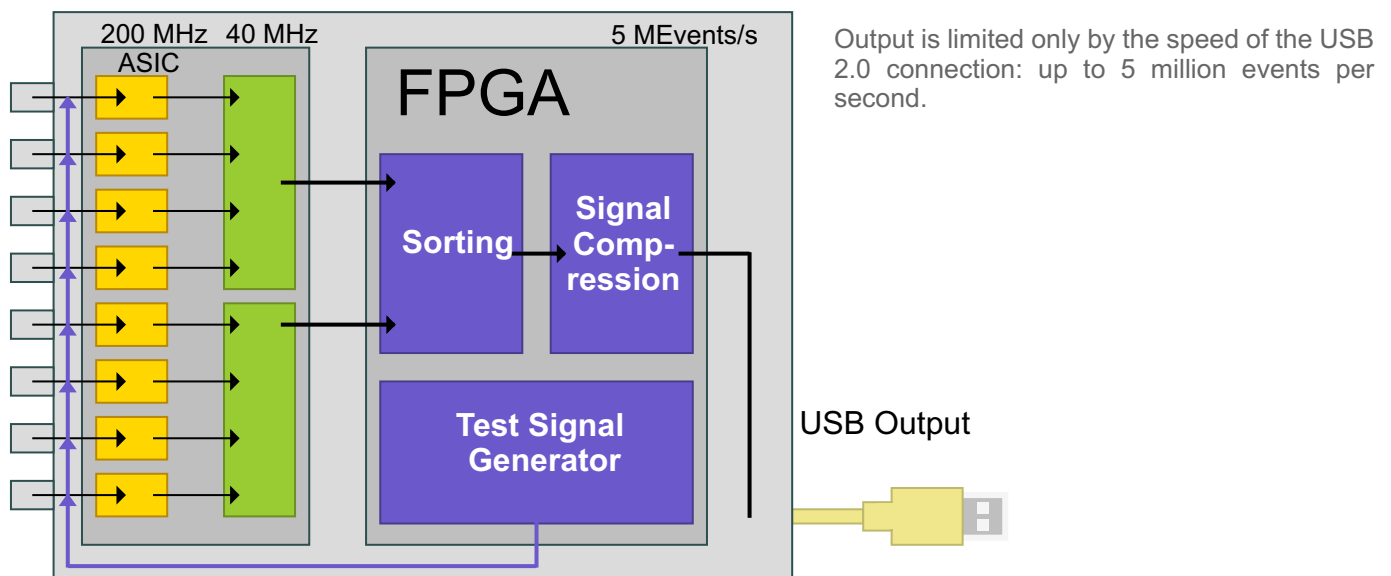 200 MHz 40 MHz
ASIC
5 MEvents/s
FPGA
Sorting
Signal
Comp-
ression
Test Signal
Generator
USB Output
Output is limited only by the speed of the USB
2.0 connection: up to 5 million events per
second.